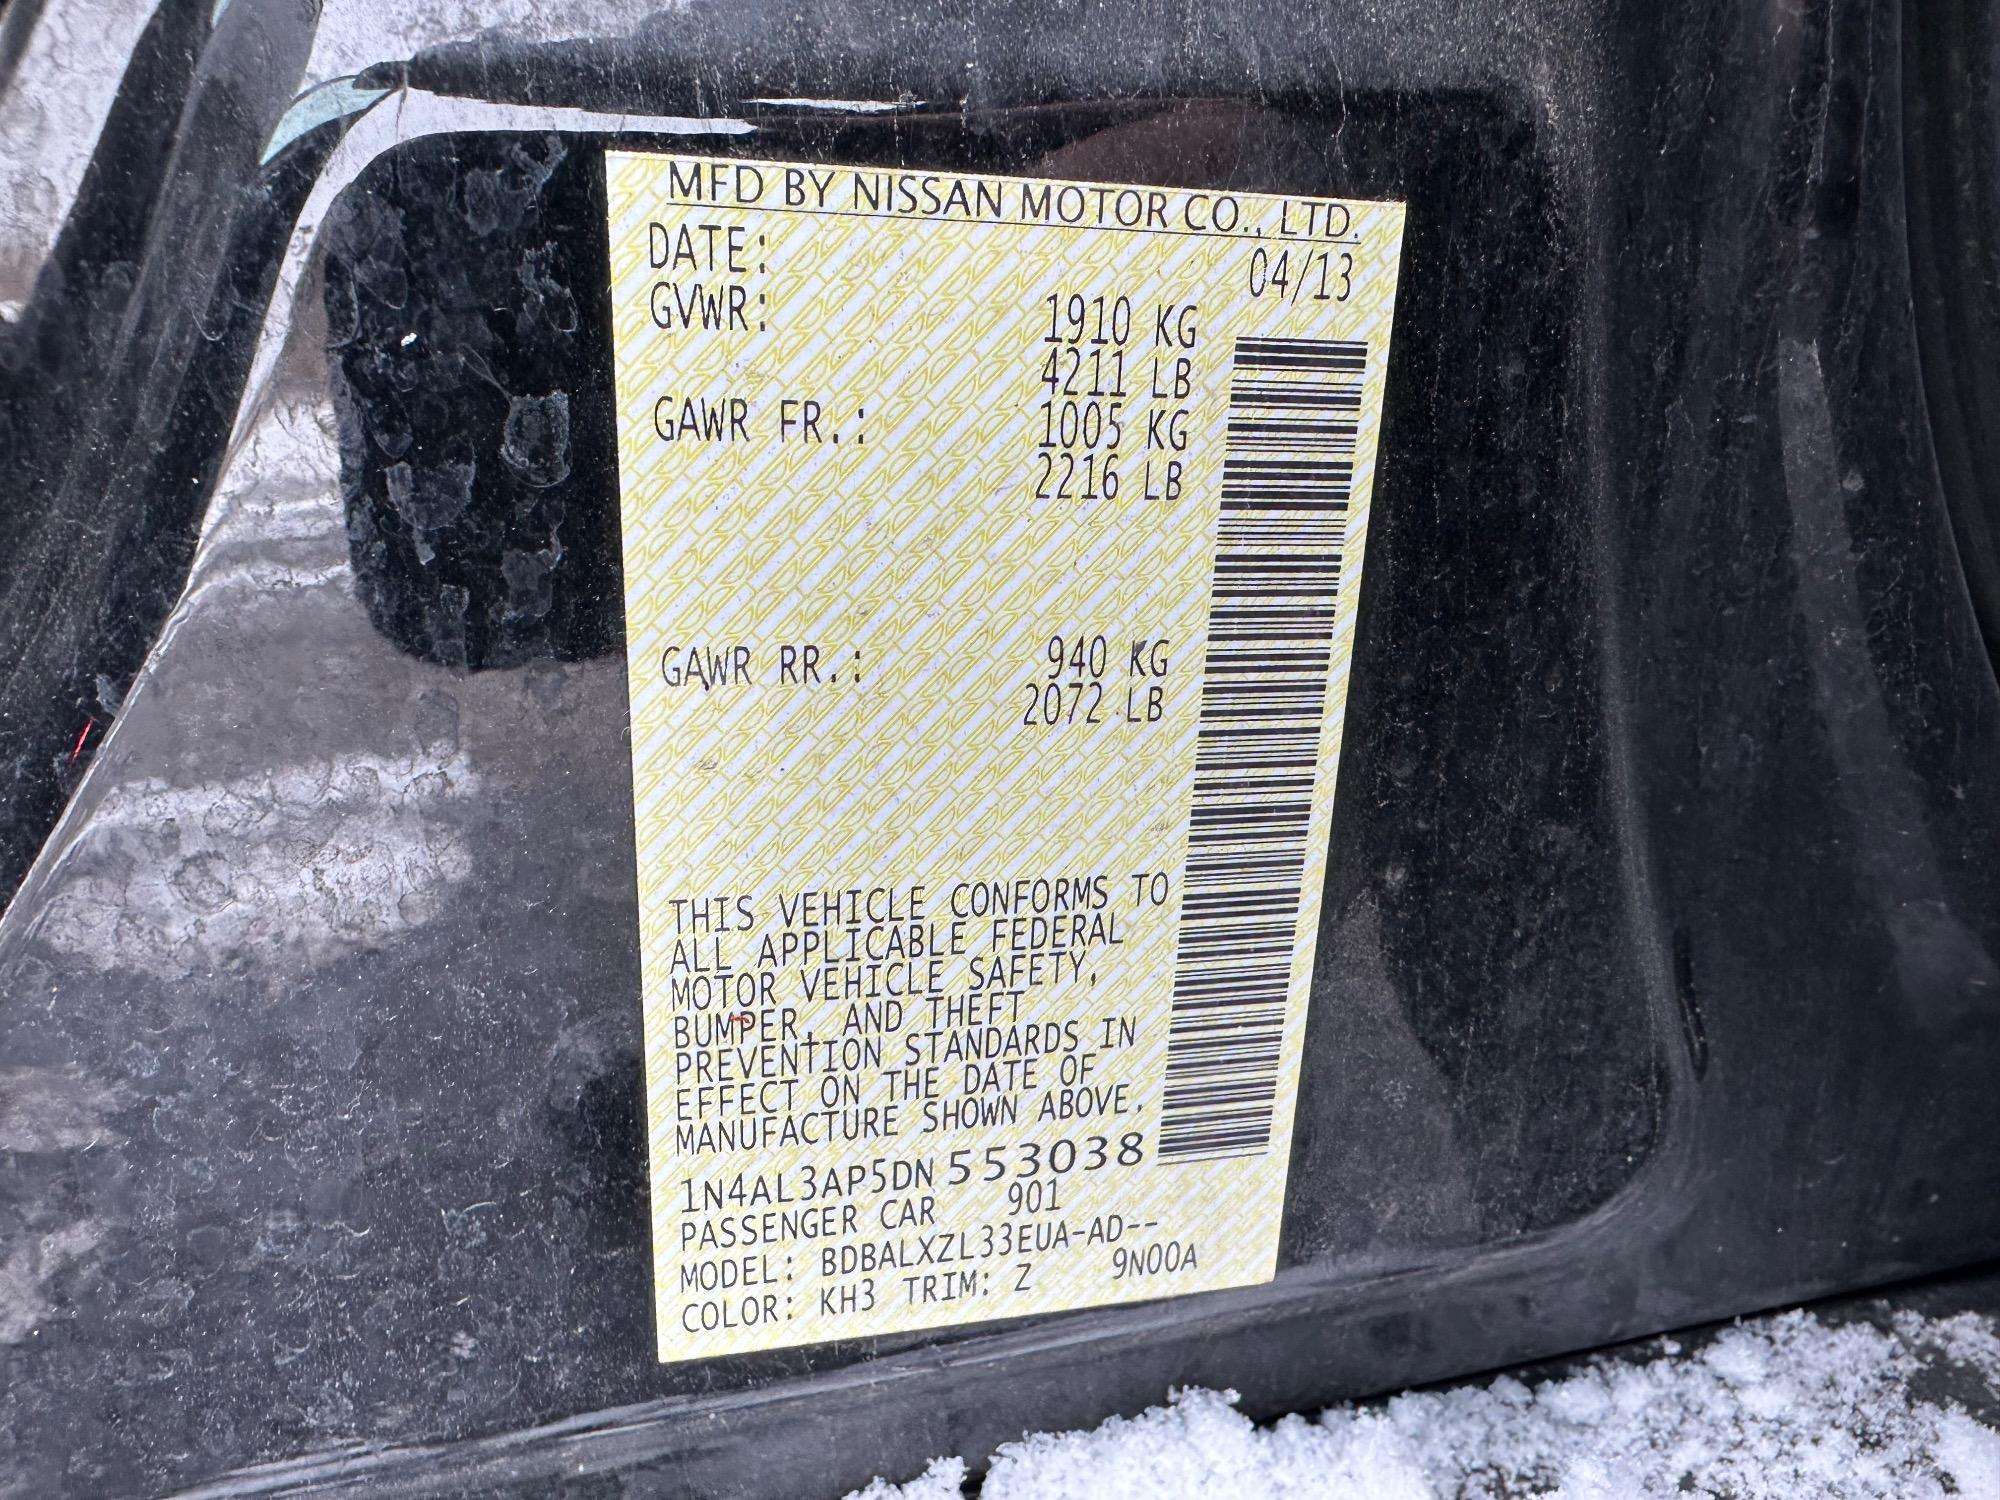 MFD BY NISSAN MOTOR CO., LTD.
DATE: 04/13
GVWR: 1910 KG
4211 LB
GAWR FR.: 1005 KG
2216 LB
GAWR RR.: 940 KG
2072 LB
THIS VEHICLE CONFORMS TO
ALL APPLICABLE FEDERAL
MOTOR VEHICLE SAFETY,
BUMPER, AND THEFT
PREVENTION STANDARDS IN
EFFECT ON THE DATE OF
MANUFACTURE SHOWN ABOVE.
1N4AL3AP5DN 553038
PASSENGER CAR 901
MODEL: BDBALXZL33EUA-AD--
COLOR: KH3 TRIM: Z 9N00A